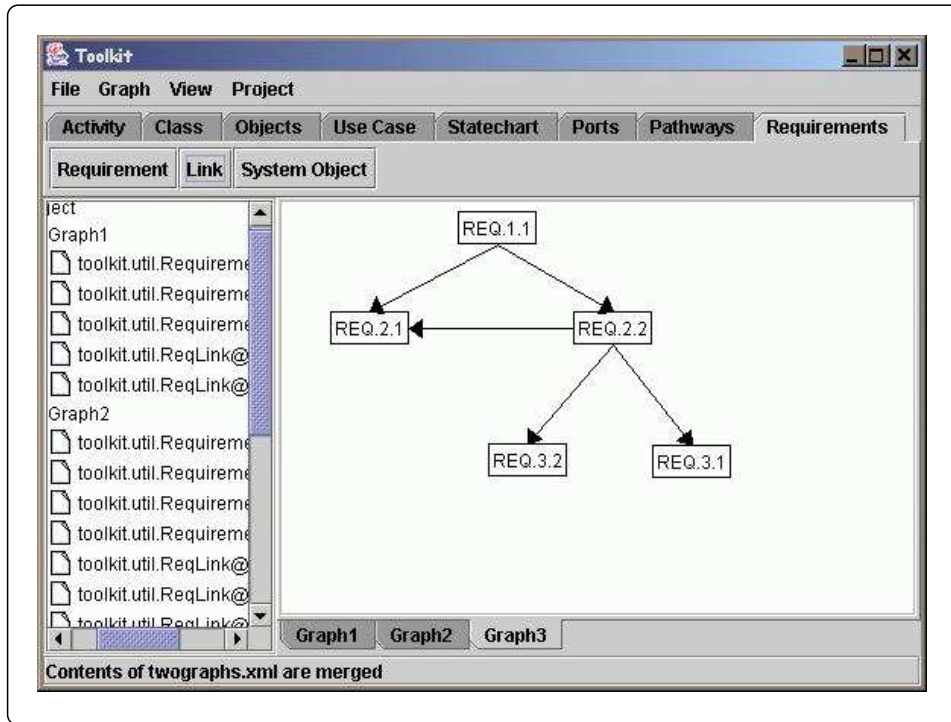 Toolkit
File Graph View Project
Activity Class Objects Use Case Statechart Ports Pathways Requirements
Requirement Link System Object
ject
Graph1
toolkit.util.Requireme
toolkit.util.Requireme
toolkit.util.Requireme
toolkit.util.ReqLink@
toolkit.util.ReqLink@
Graph2
toolkit.util.Requireme
toolkit.util.Requireme
toolkit.util.Requireme
toolkit.util.Requireme
toolkit.util.ReqLink@
toolkit.util.ReqLink@
toolkit.util.ReqLink@
REQ.1.1
REQ.2.1 REQ.2.2
REQ.3.2 REQ.3.1
Graph1 Graph2 Graph3
Contents of twographs.xml are merged